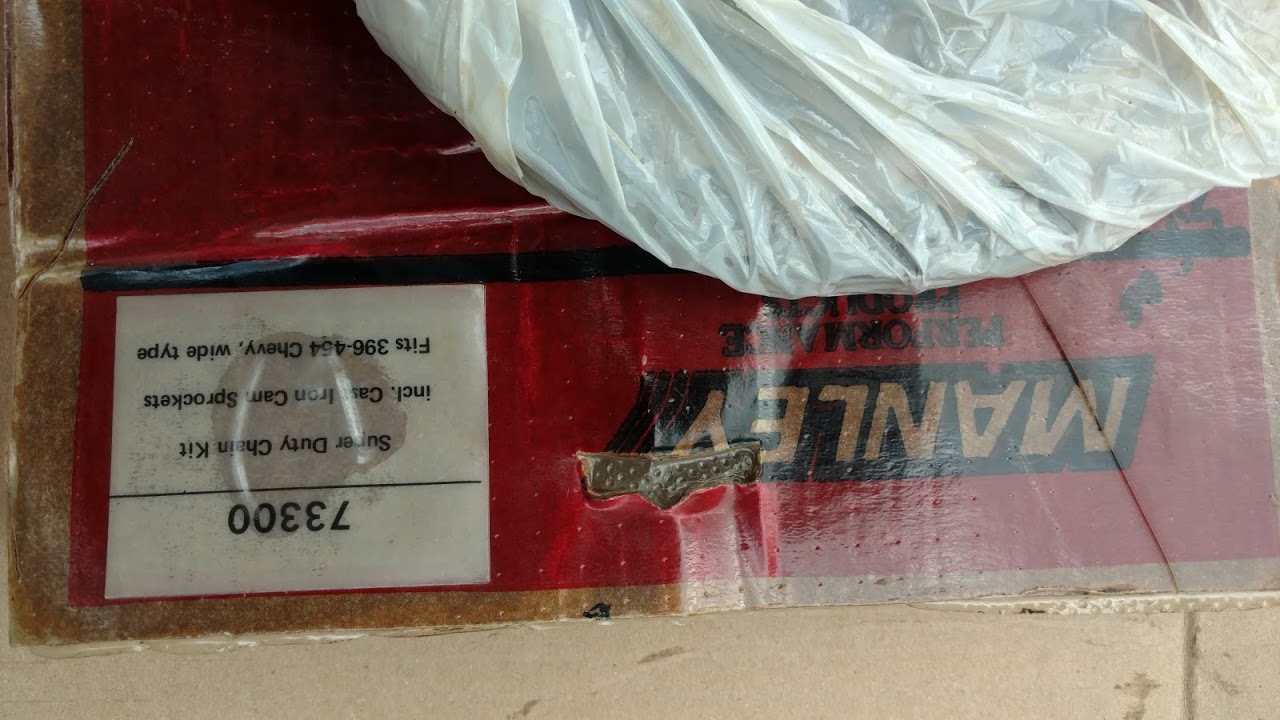 MANLEY
PERFORMANCE
PRODUCTS
73300
Super Duty Chain Kit
incl. Cast Iron Cam Sprockets
Fits 396-454 Chevy, wide type